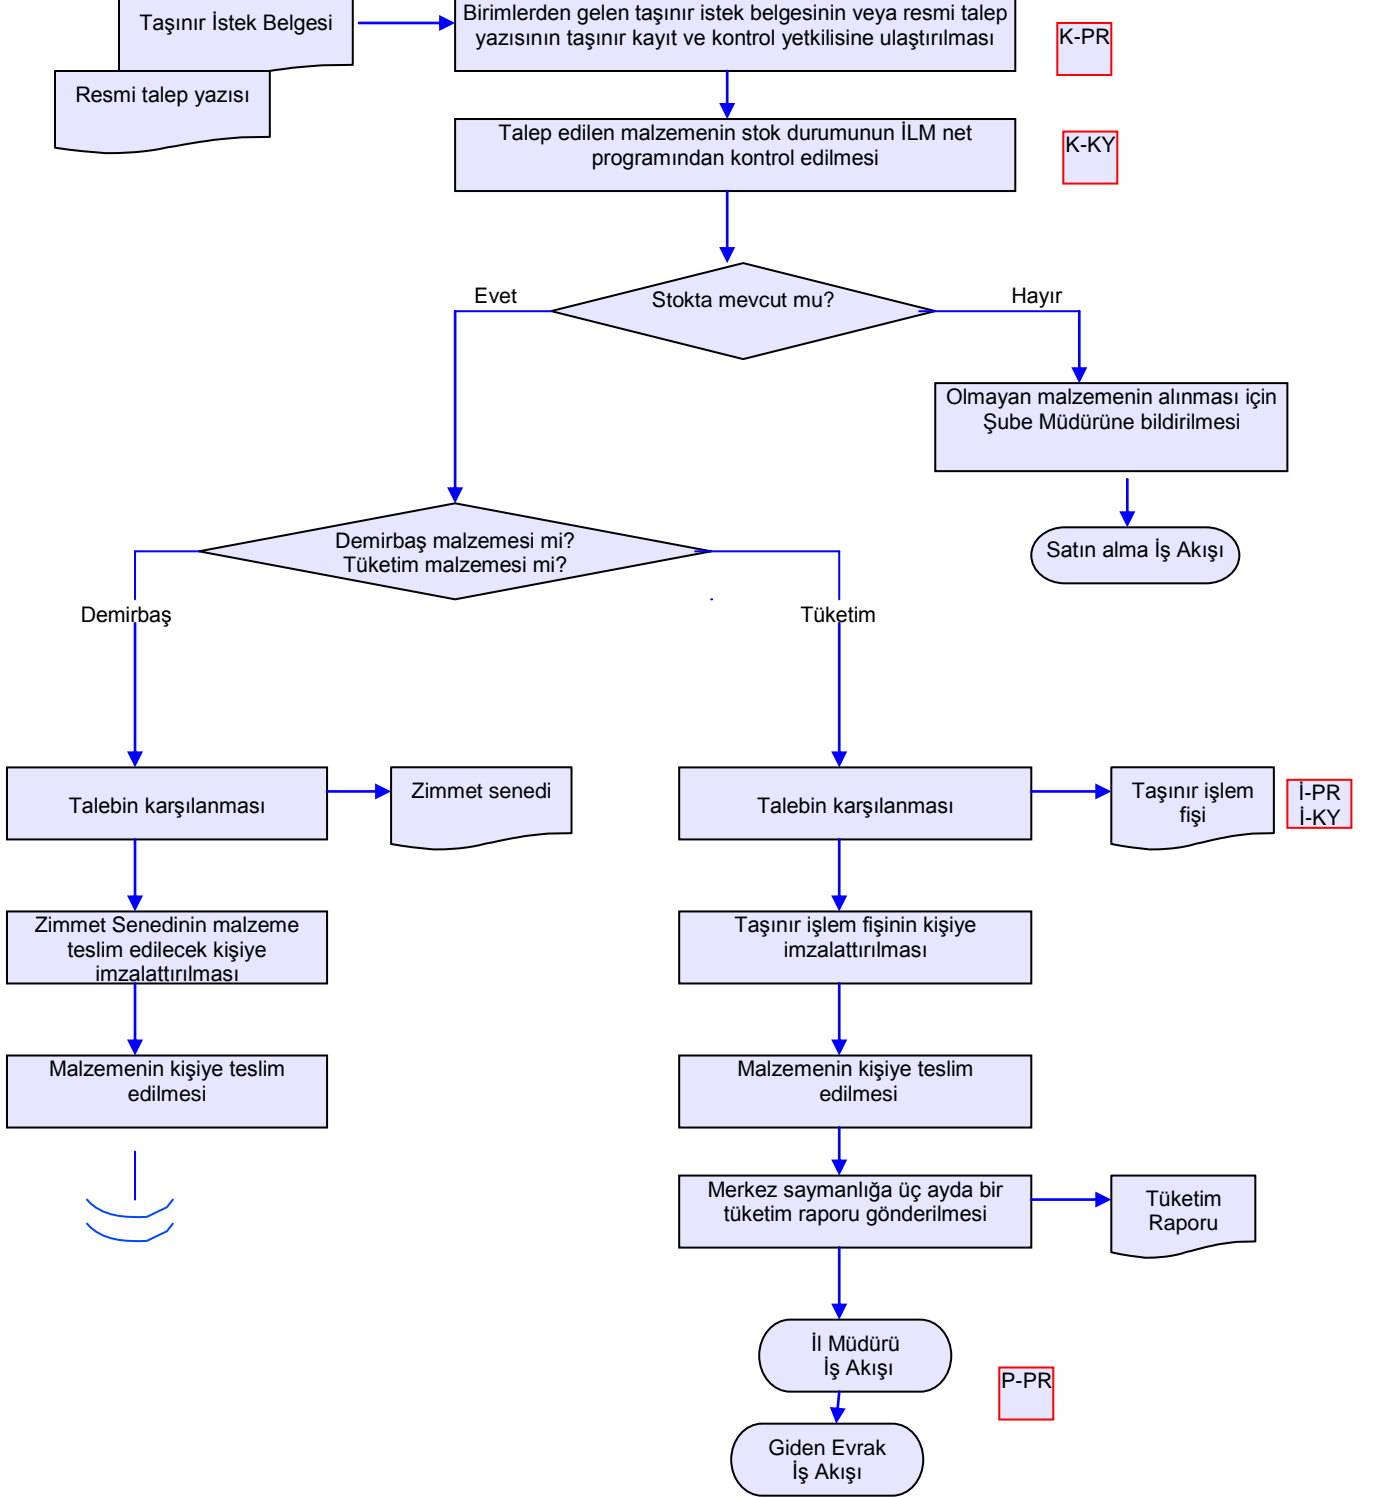 Taşınır İstek Belgesi
Birimlerden gelen taşınır istek belgesinin veya resmi talep
yazısının taşınır kayıt ve kontrol yetkilisine ulaştırılması
K-PR
Resmi talep yazısı
Talep edilen malzemenin stok durumunun İLM net
programından kontrol edilmesi
K-KY
Stokta mevcut mu?
Evet
Hayır
Olmayan malzemenin alınması için
Şube Müdürüne bildirilmesi
Satın alma İş Akışı
Demirbaş malzemesi mi?
Tüketim malzemesi mi?
Demirbaş
Tüketim
Talebin karşılanması
Zimmet senedi
Talebin karşılanması
Taşınır işlem
fişi
İ-PR
İ-KY
Zimmet Senedinin malzeme
teslim edilecek kişiye
imzalattırılması
Taşınır işlem fişinin kişiye
imzalattırılması
Malzemenin kişiye teslim
edilmesi
Malzemenin kişiye teslim
edilmesi
Merkez saymanlığa üç ayda bir
tüketim raporu gönderilmesi
Tüketim
Raporu
İl Müdürü
İş Akışı
P-PR
Giden Evrak
İş Akışı